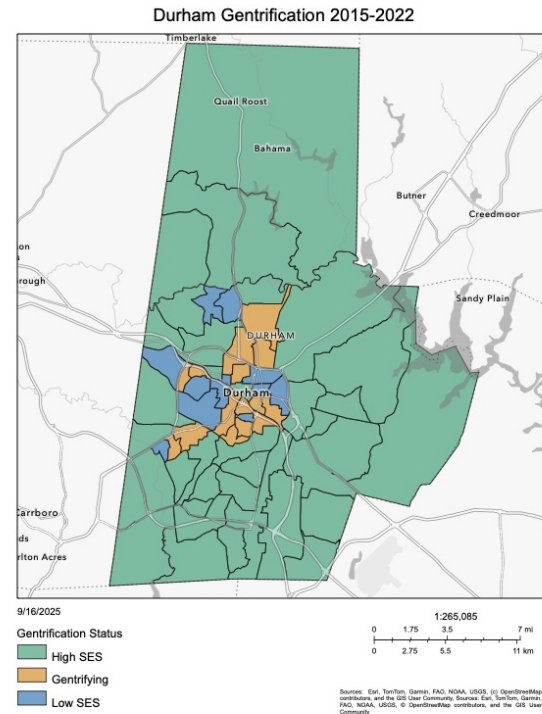 Durham Gentrification 2015-2022
Timberlake
Quail Roost
Bahama
Butner
Creedmoor
son
s
rough
Sandy Plain
DURHAM
Durham
Carrboro
ds
rlton Acres
9/16/2025
1:265,085
0 1.75 3.5 7 mi
0 2.75 5.5 11 km
Gentrification Status
High SES
Gentrifying
Low SES
Sources: Esri, TomTom, Garmin, FAO, NOAA, USGS, (c) OpenStreetMap
contributors, and the GIS User Community, Sources: Esri, TomTom, Garmin,
FAO, NOAA, USGS, © OpenStreetMap contributors, and the GIS User
Community